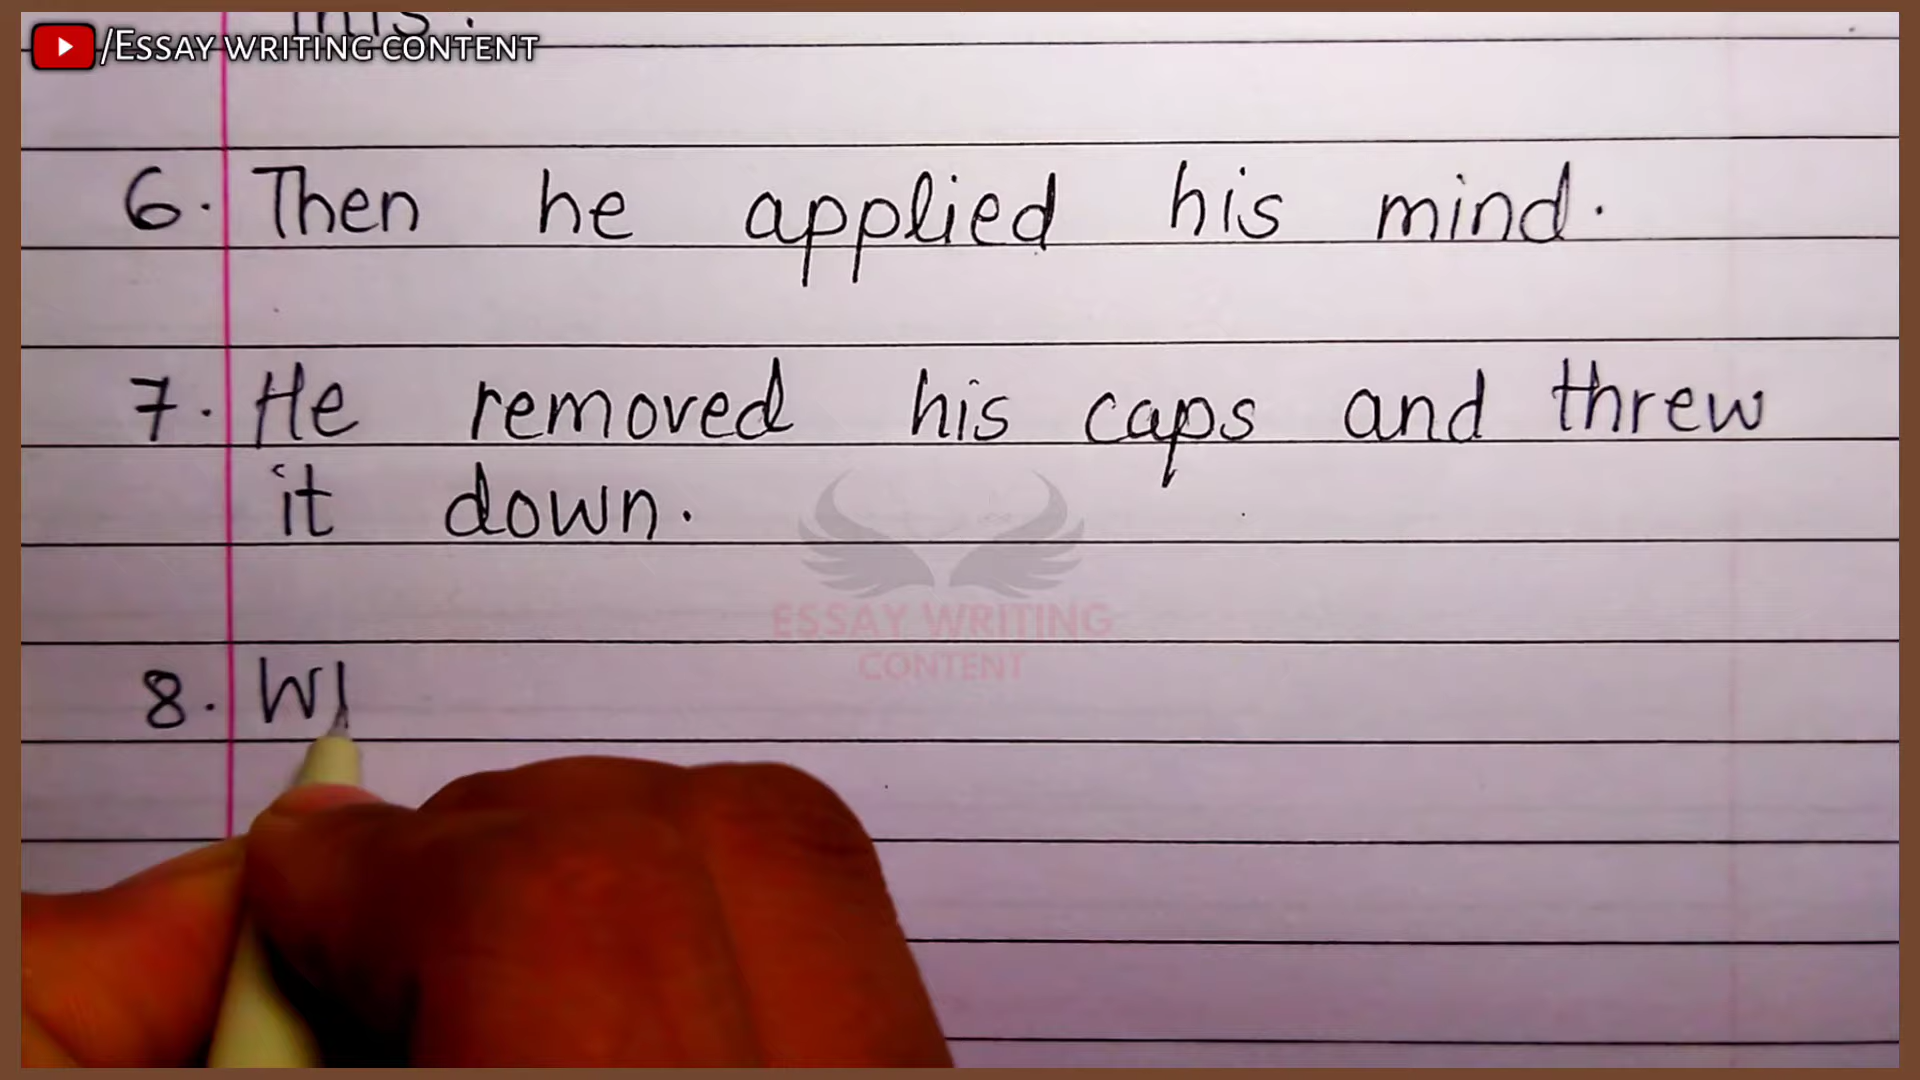 this.
/ESSAY WRITING CONTENT
6. Then he applied his mind.
7. He removed his caps and threw
it down.
ESSAY WRITING
CONTENT
8. W